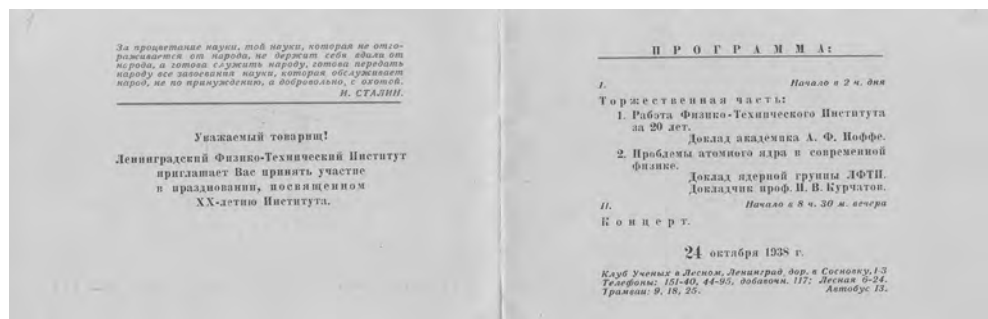 За процветание науки, той науки, которая не отго-
раживается от народа, не держит себя вдали от
народа, а готова служить народу, готова передать
народу все завоевания науки, которая обслуживает
народ, не по принуждению, а добровольно, с охотой.
И. СТАЛИН.
Уважаемый товарищ!
Ленинградский Физико-Технический Институт
приглашает Вас принять участие
в праздновании, посвященном
XX-летию Института.
ПРОГРАММА:
I. Начало в 2 ч. дня
Торжественная часть:
1. Работа Физико-Технического Института
за 20 лет.
Доклад академика А. Ф. Иоффе.
2. Проблемы атомного ядра в современной
физике.
Доклад ядерной группы ЛФТИ.
Докладчик проф. И. В. Курчатов.
II. Начало в 8 ч. 30 м. вечера
Концерт.
24 октября 1938 г.
Клуб Ученых в Лесном, Ленинград, дор. в Сосновку, 1-3
Телефоны: 151-40, 44-95, добавочн. 117; Лесная 6-24.
Трамваи: 9, 18, 25. Автобус 13.